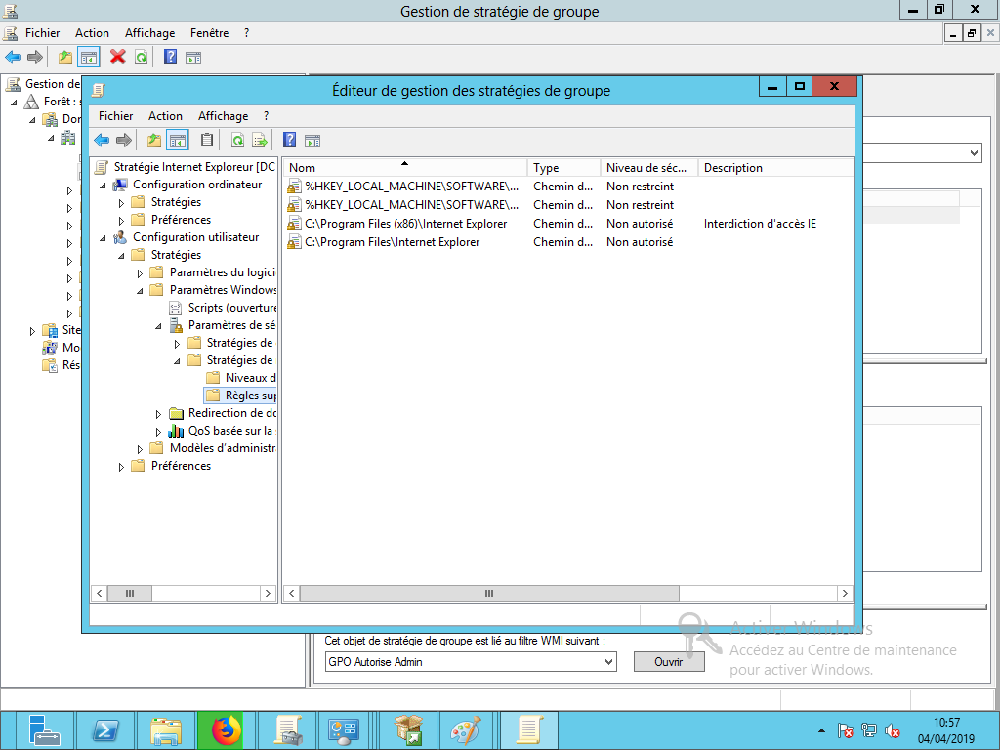 Gestion de stratégie de groupe
Fichier Action Affichage Fenêtre ?
Gestion de
Forêt : s
Dor
Site
Mo
Rés
Éditeur de gestion des stratégies de groupe
Fichier Action Affichage ?
Stratégie Internet Exploreur [DC
Configuration ordinateur
Stratégies
Préférences
Configuration utilisateur
Stratégies
Paramètres du logici
Paramètres Windows
Scripts (ouverture
Paramètres de sé
Stratégies de
Stratégies de
Niveaux d
Règles sup
Redirection de do
QoS basée sur la
Modèles d'administr
Préférences
Nom Type Niveau de séc... Description
%HKEY_LOCAL_MACHINE\SOFTWARE\... Chemin d... Non restreint
%HKEY_LOCAL_MACHINE\SOFTWARE\... Chemin d... Non restreint
C:\Program Files (x86)\Internet Explorer Chemin d... Non autorisé Interdiction d'accès IE
C:\Program Files\Internet Explorer Chemin d... Non autorisé
Cet objet de stratégie de groupe est lié au filtre WMI suivant :
GPO Autorise Admin Ouvrir
Activer Windows
Accédez au Centre de maintenance
pour activer Windows.
10:57
04/04/2019